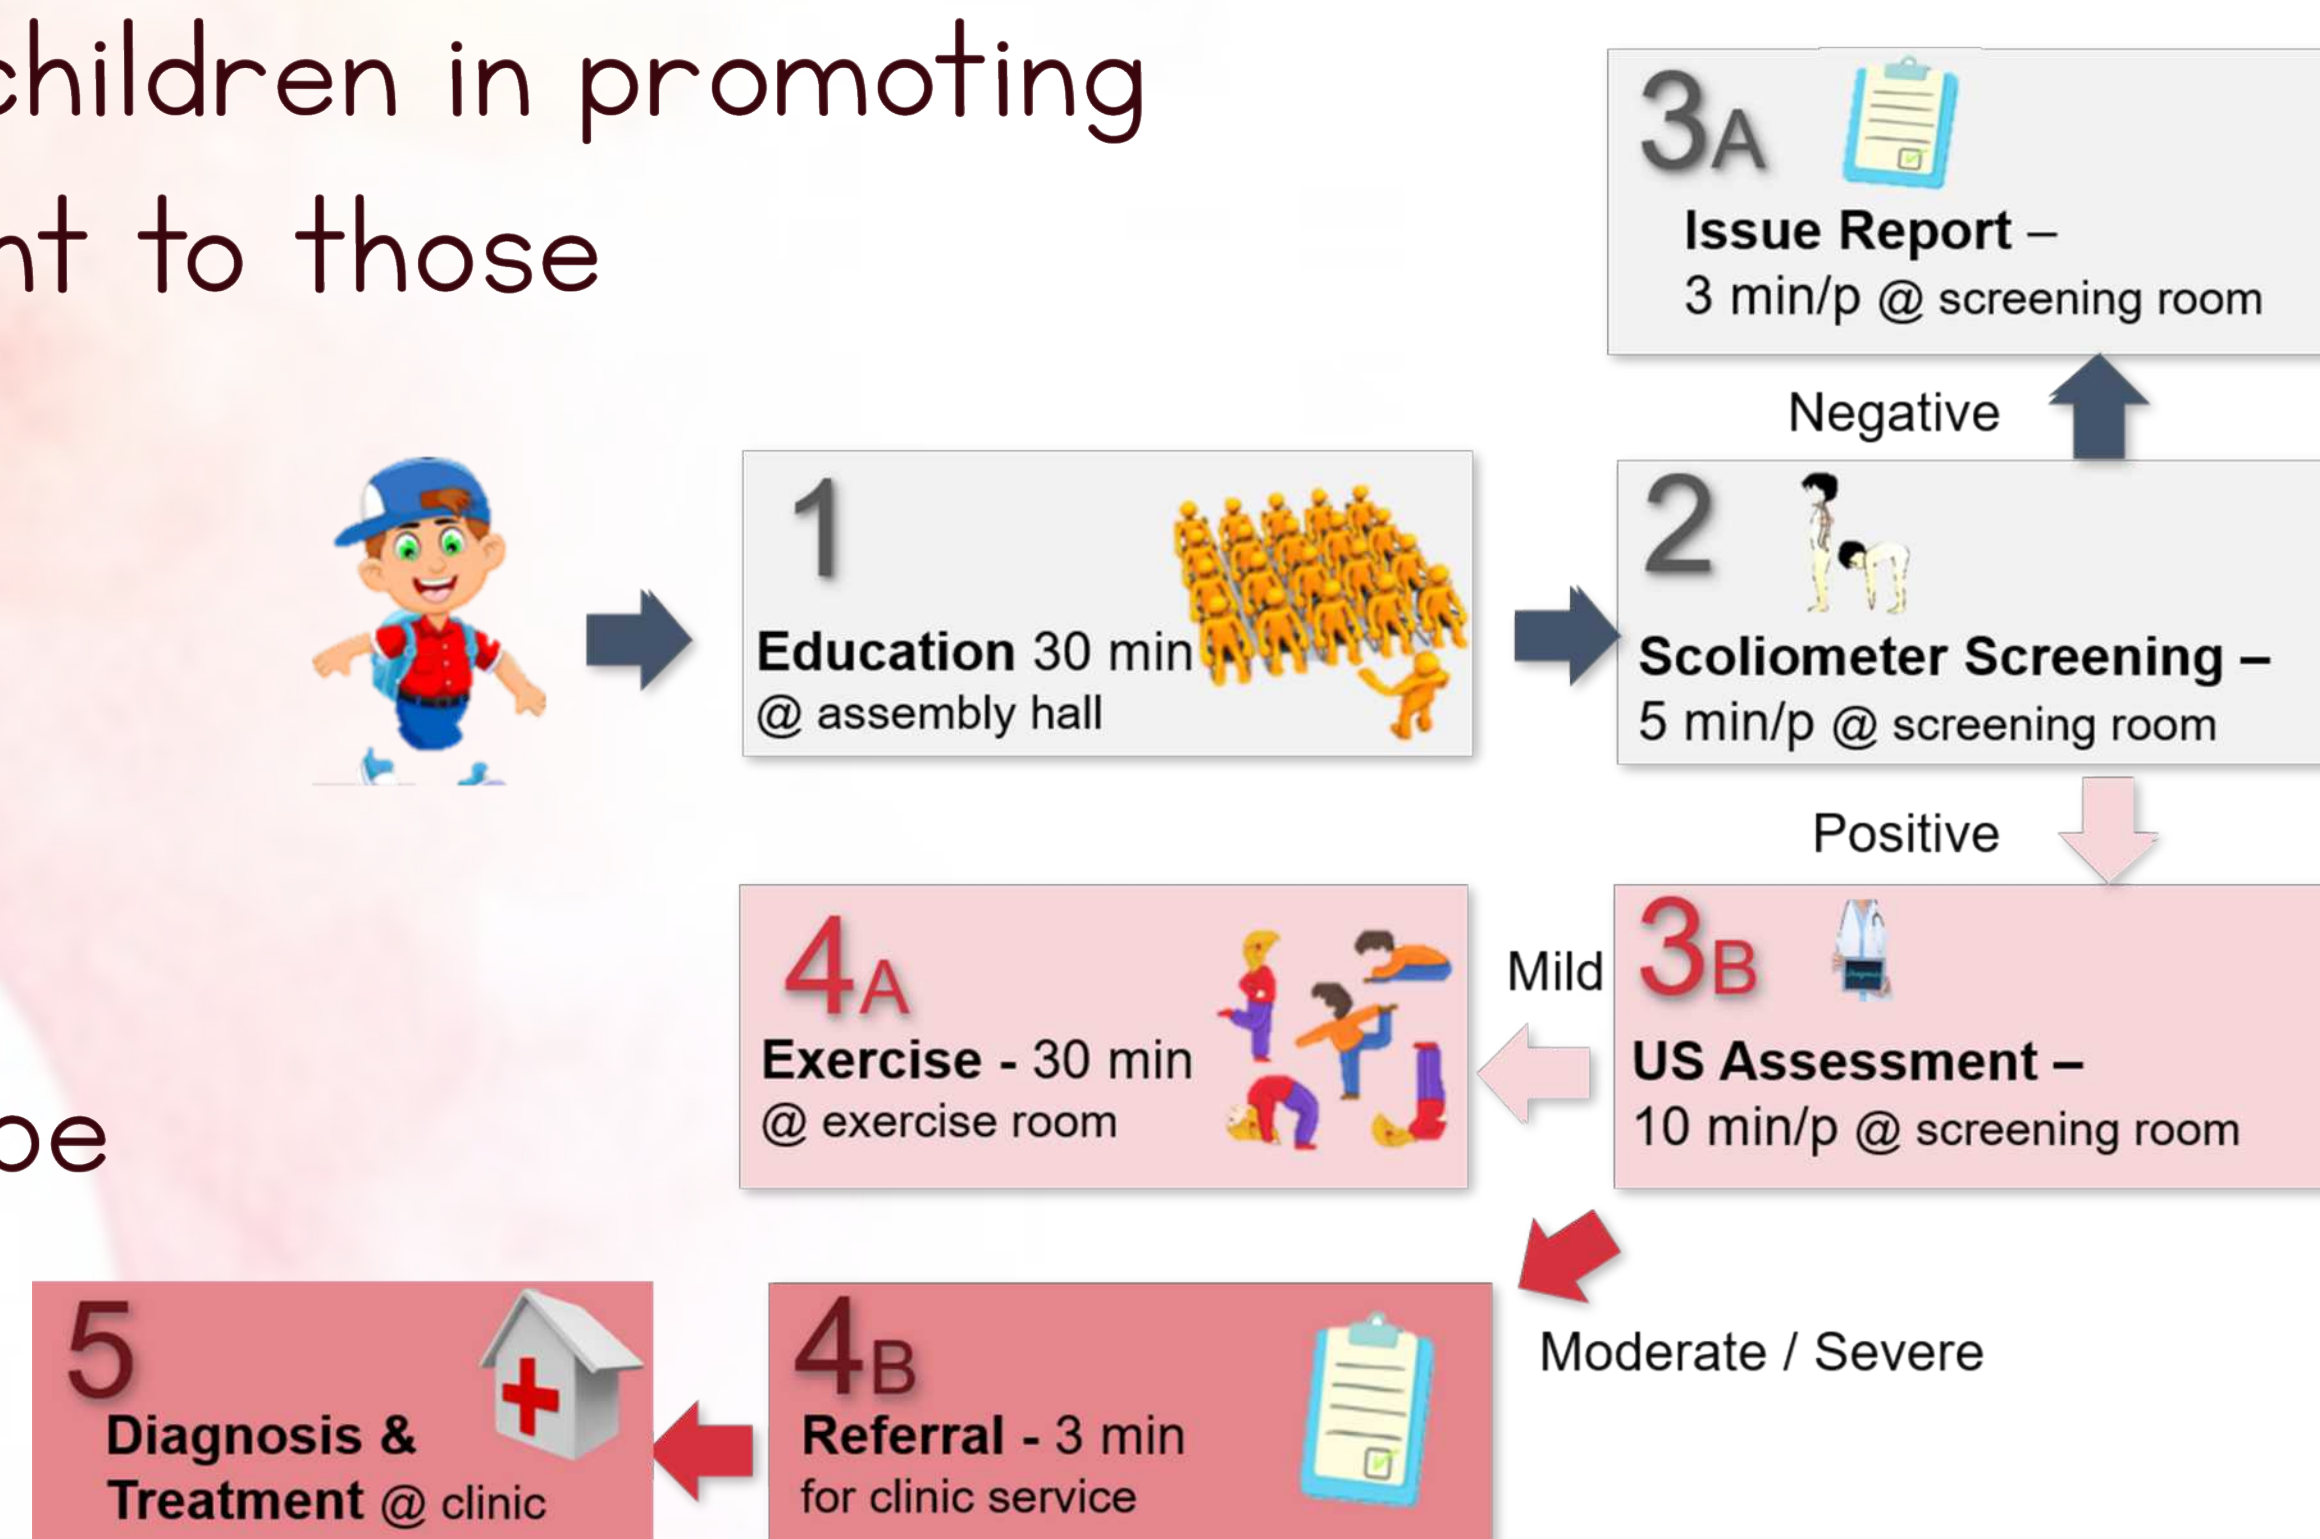 children in promoting
nt to those
be
3A
Issue Report –
3 min/p @ screening room
Negative
1
Education 30 min
@ assembly hall
2
Scoliometer Screening –
5 min/p @ screening room
Positive
4A
Exercise - 30 min
@ exercise room
Mild
3B
US Assessment –
10 min/p @ screening room
Moderate / Severe
5
Diagnosis &
Treatment @ clinic
4B
Referral - 3 min
for clinic service